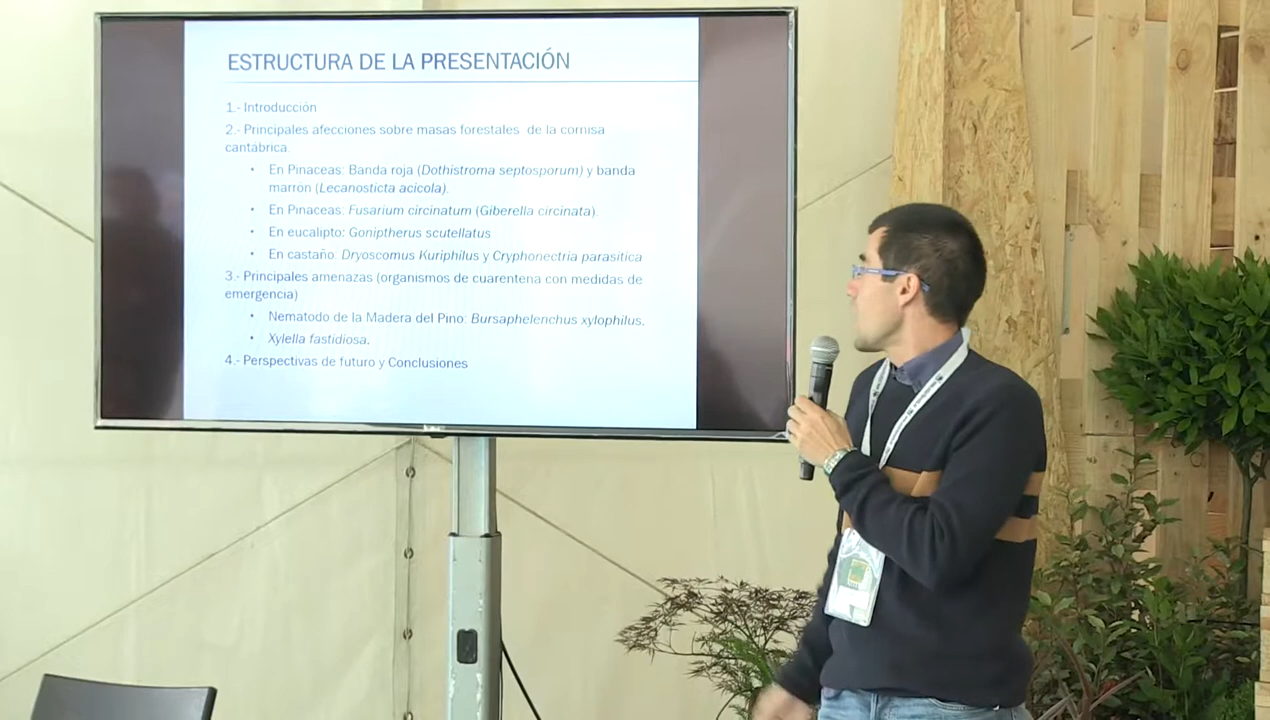 ESTRUCTURA DE LA PRESENTACIÓN
1.- Introducción
2.- Principales afecciones sobre masas forestales de la cornisa
cantábrica.
• En Pinaceas: Banda roja (Dothistroma septosporum) y banda
marron (Lecanosticta acicola).
• En Pinaceas: Fusarium circinatum (Giberella circinata).
• En eucalipto: Goniptherus scutellatus
• En castaño: Dryoscomus Kuriphilus y Cryphonectria parasitica
3.- Principales amenazas (organismos de cuarentena con medidas de
emergencia)
• Nematodo de la Madera del Pino: Bursaphelenchus xylophilus.
• Xylella fastidiosa.
4.- Perspectivas de futuro y Conclusiones